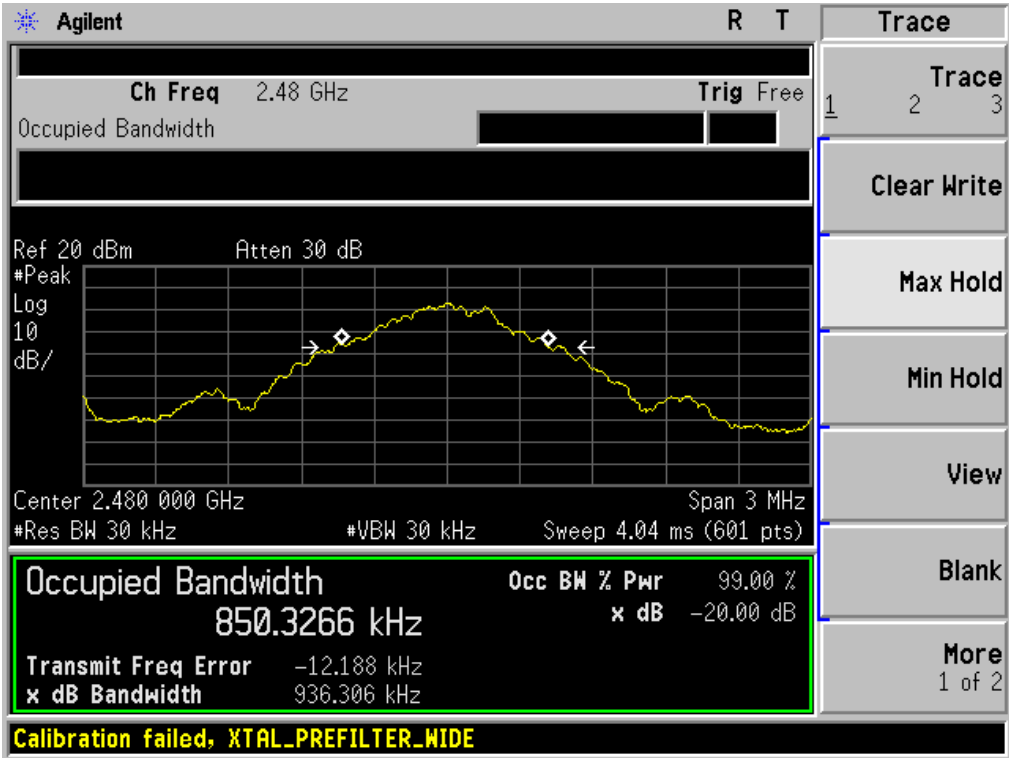 Agilent R T Trace
Ch Freq 2.48 GHz Trig Free
Occupied Bandwidth
Trace
1 2 3
Clear Write
Ref 20 dBm Atten 30 dB
#Peak
Log
10
dB/
Max Hold
Min Hold
View
Center 2.480 000 GHz Span 3 MHz
#Res BW 30 kHz #VBW 30 kHz Sweep 4.04 ms (601 pts)
Occupied Bandwidth
850.3266 kHz
Occ BW % Pwr 99.00 %
x dB -20.00 dB
Blank
Transmit Freq Error -12.188 kHz
x dB Bandwidth 936.306 kHz
More
1 of 2
Calibration failed, XTAL_PREFILTER_WIDE